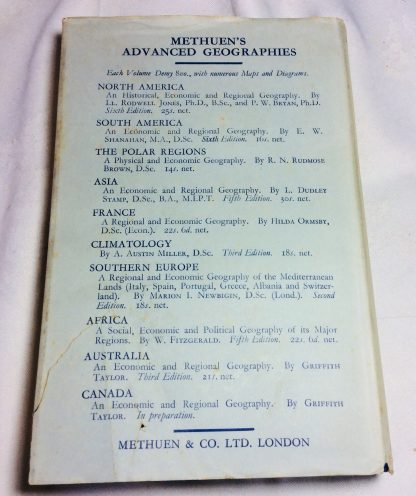 METHUEN'S
ADVANCED GEOGRAPHIES
Each Volume Demy 8vo., with numerous Maps and Diagrams.
NORTH AMERICA
An Historical, Economic and Regional Geography. By
Ll. Rodwell Jones, Ph.D., B.Sc., and P. W. Bryan, Ph.D.
Sixth Edition. 25s. net.
SOUTH AMERICA
An Economic and Regional Geography. By E. W.
Shanahan, M.A., D.Sc. Sixth Edition. 16s. net.
THE POLAR REGIONS
A Physical and Economic Geography. By R. N. Rudmose
Brown, D.Sc. 14s. net.
ASIA
An Economic and Regional Geography. By L. Dudley
Stamp, D.Sc., B.A., M.I.P.T. Fifth Edition. 30s. net.
FRANCE
A Regional and Economic Geography. By Hilda Ormsby,
D.Sc. (Econ.). 22s. 6d. net.
CLIMATOLOGY
By A. Austin Miller, D.Sc. Third Edition. 18s. net.
SOUTHERN EUROPE
A Regional and Economic Geography of the Mediterranean
Lands (Italy, Spain, Portugal, Greece, Albania and Switzer-
land). By Marion I. Newbigin, D.Sc. (Lond.). Second
Edition. 18s. net.
AFRICA
A Social, Economic and Political Geography of its Major
Regions. By W. Fitzgerald. Fifth Edition. 22s. 6d. net.
AUSTRALIA
An Economic and Regional Geography. By Griffith
Taylor. Third Edition. 21s. net.
CANADA
An Economic and Regional Geography. By Griffith
Taylor. In preparation.
METHUEN & CO. LTD. LONDON